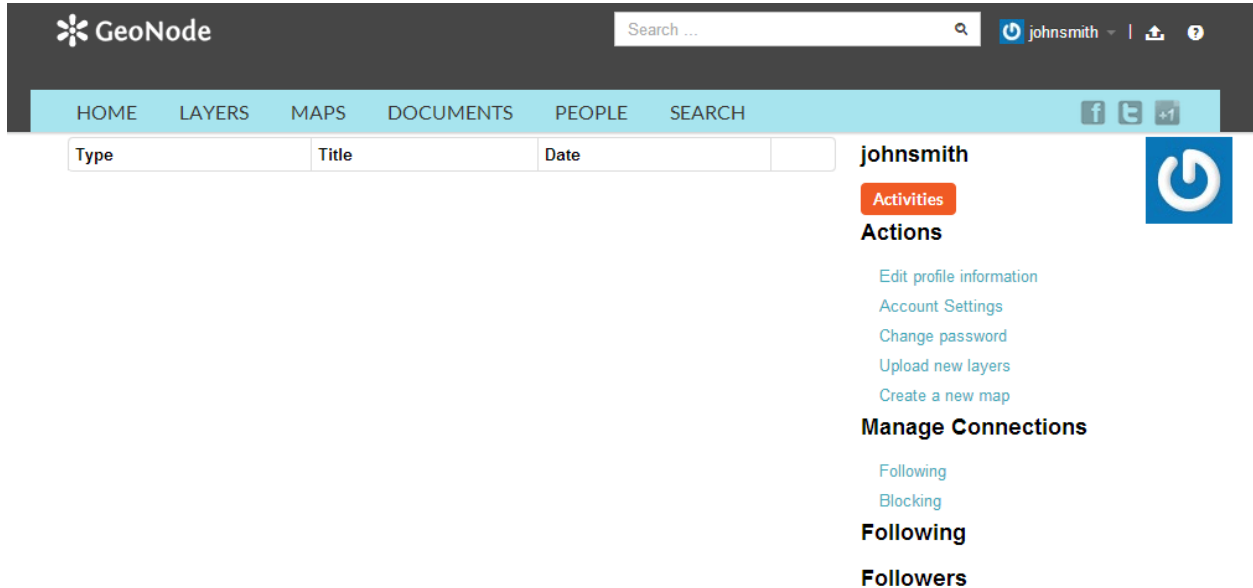 GeoNode
Search ...
johnsmith
HOME LAYERS MAPS DOCUMENTS PEOPLE SEARCH
+1
Type Title Date
johnsmith
Activities
Actions
Edit profile information
Account Settings
Change password
Upload new layers
Create a new map
Manage Connections
Following
Blocking
Following
Followers